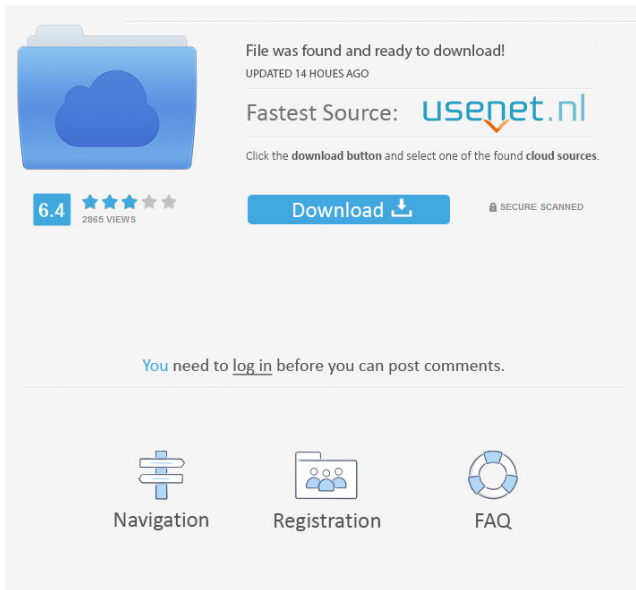 File was found and ready to download!
UPDATED 14 HOUES AGO
Fastest Source: usenet.nl
Click the download button and select one of the found cloud sources.
6.4
2865 VIEWS
Download
SECURE SCANNED
You need to log in before you can post comments.
Navigation
Registration
FAQ